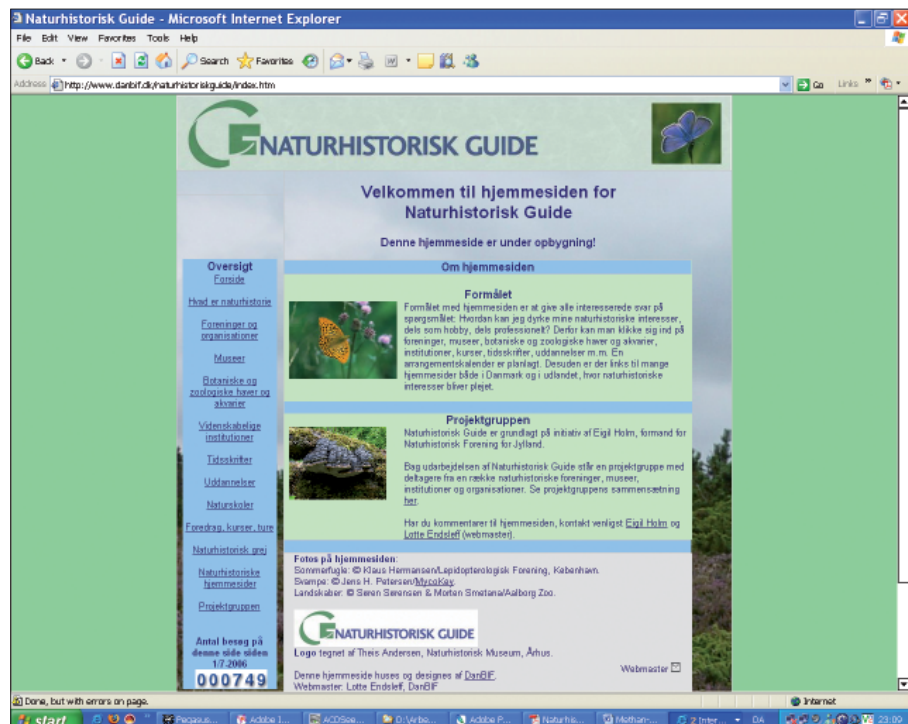 Naturhistorisk Guide - Microsoft Internet Explorer
File Edit View Favorites Tools Help
Back Search Favorites
Address http://www.danbif.dk/naturhistoriskguide/index.htm Go Links
NATURHISTORISK GUIDE
Velkommen til hjemmesiden for
Naturhistorisk Guide
Denne hjemmeside er under opbygning!
Oversigt
Forside
Hvad er naturhistorie
Foreninger og
organisationer
Museer
Botaniske og
zoologiske haver og
akvarier
Videnskabelige
institutioner
Tidsskrifter
Uddannelser
Naturskoler
Foredrag, kurser, ture
Naturhistorisk grej
Naturhistoriske
hjemmesider
Projektgruppen
Antal besøg på
denne side siden
1/7-2006
000749
Om hjemmesiden
Formålet
Formålet med hjemmesiden er at give alle interesserede svar på
spørgsmålet: Hvordan kan jeg dyrke mine naturhistoriske interesser,
dels som hobby, dels professionelt? Derfor kan man klikke sig ind på
foreninger, museer, botaniske og zoologiske haver og akvarier,
institutioner, kurser, tidsskrifter, uddannelser m.m. En
arrangementskalender er planlagt. Desuden er der links til mange
hjemmesider både i Danmark og i udlandet, hvor naturhistoriske
interesser bliver plejet.
Projektgruppen
Naturhistorisk Guide er grundlagt på initiativ af Eigil Holm, formand for
Naturhistorisk Forening for Jylland.
Bag udarbejdelsen af Naturhistorisk Guide står en projektgruppe med
deltagere fra en række naturhistoriske foreninger, museer,
institutioner og organisationer. Se projektgruppens sammensætning
her.
Har du kommentarer til hjemmesiden, kontakt venligst Eigil Holm og
Lotte Endsleff (webmaster).
Fotos på hjemmesiden:
Sommerfugle: © Klaus Hermansen/Lepidopterologisk Forening, København.
Svampe: © Jens H. Petersen/MycoKey.
Landskaber: © Søren Sørensen & Morten Smetana/Aalborg Zoo.
NATURHISTORISK GUIDE
Logo tegnet af Theis Andersen, Naturhistorisk Museum, Århus.
Webmaster
Denne hjemmeside huses og designes af DanBIF.
Webmaster: Lotte Endsleff, DanBIF
Done, but with errors on page. Internet
start Pegasus... Adobe I... ACDSee... D:\Arbe... Adobe P... Naturhis... Methan-... 2 Inter... DA 23:09